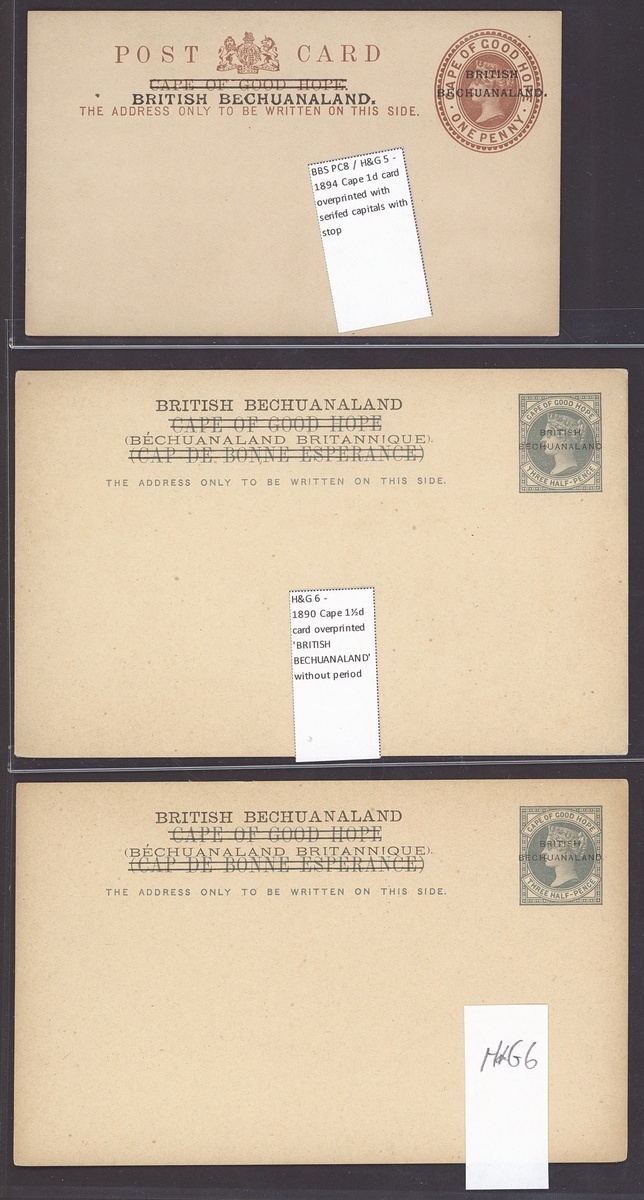 POST CARD
CAPE OF GOOD HOPE.
BRITISH BECHUANALAND.
THE ADDRESS ONLY TO BE WRITTEN ON THIS SIDE.
CAPE OF GOOD HOPE
BRITISH
BECHUANALAND.
ONE PENNY
BBS PC8 / H&G 5 -
1894 Cape 1d card
overprinted with
serifed capitals with
stop
BRITISH BECHUANALAND
CAPE OF GOOD HOPE
(BÉCHUANALAND BRITANNIQUE).
(CAP DE BONNE ESPERANCE)
THE ADDRESS ONLY TO BE WRITTEN ON THIS SIDE.
CAPE OF GOOD HOPE
BRITISH
BECHUANALAND
THREE HALF-PENCE
H&G 6 -
1890 Cape 1½d
card overprinted
'BRITISH
BECHUANALAND'
without period
BRITISH BECHUANALAND
CAPE OF GOOD HOPE
(BÉCHUANALAND BRITANNIQUE).
(CAP DE BONNE ESPERANCE)
THE ADDRESS ONLY TO BE WRITTEN ON THIS SIDE.
CAPE OF GOOD HOPE
BRITISH
BECHUANALAND
THREE HALF-PENCE
H&G6